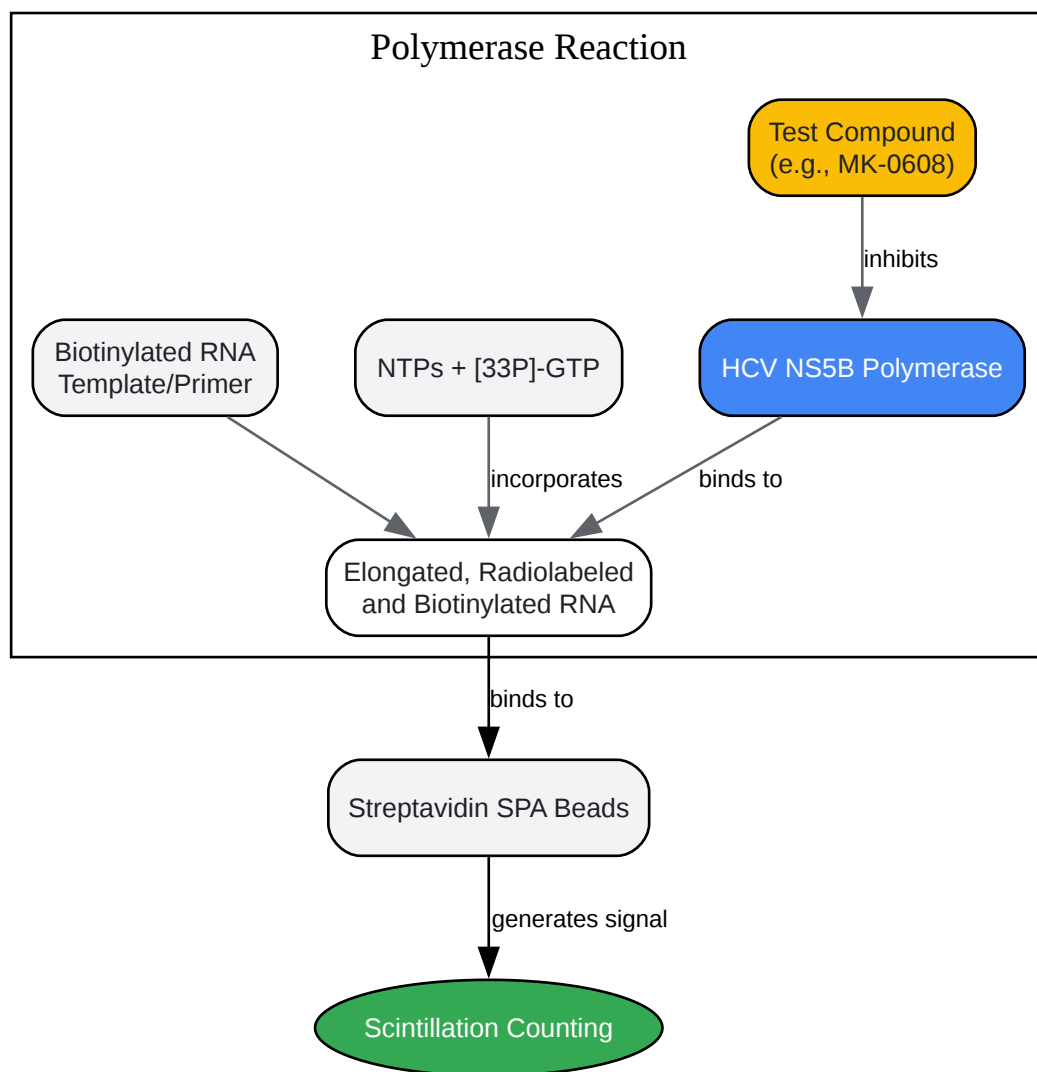 Polymerase Reaction
Test Compound
(e.g., MK-0608)
inhibits
Biotinylated RNA
Template/Primer
NTPs + [33P]-GTP
HCV NS5B Polymerase
incorporates
binds to
Elongated, Radiolabeled
and Biotinylated RNA
binds to
Streptavidin SPA Beads
generates signal
Scintillation Counting